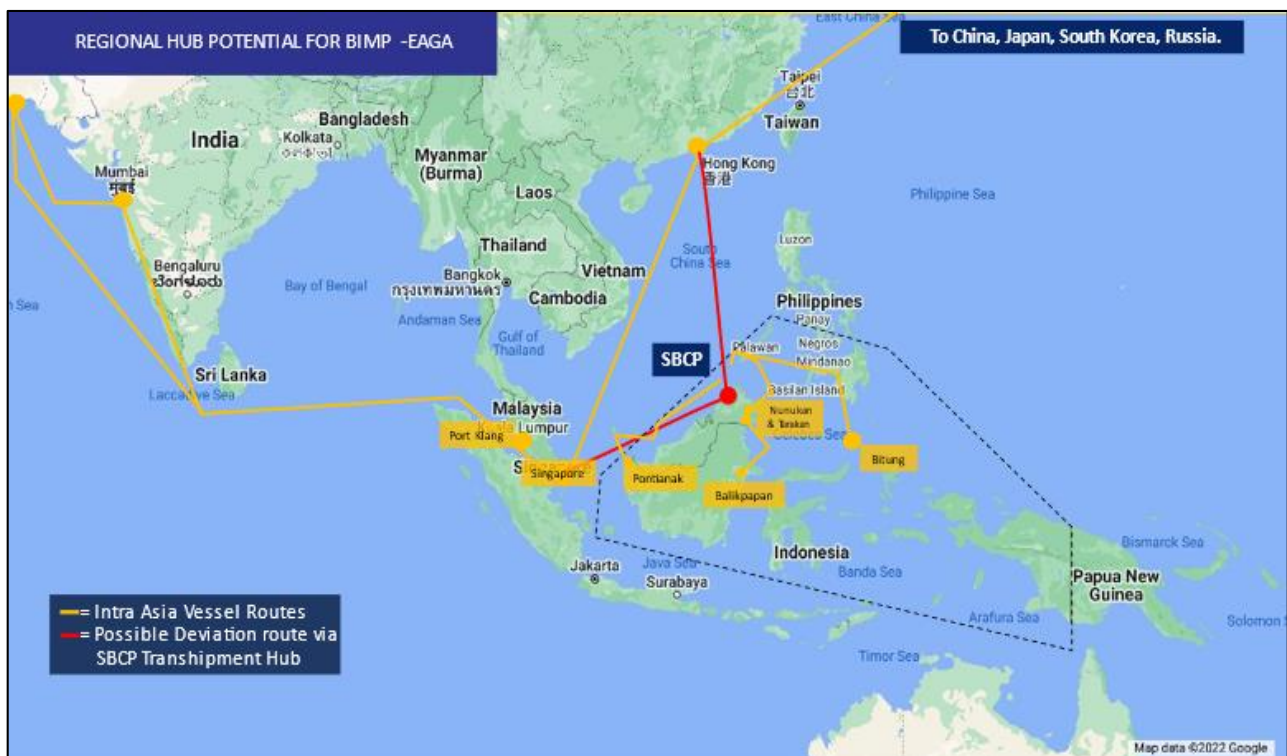 REGIONAL HUB POTENTIAL FOR BIMP -EAGA
East China Sea
To China, Japan, South Korea, Russia.
Taipei
台北
Taiwan
Bangladesh
India
Kolkata
Myanmar
(Burma)
Hong Kong
香港
Mumbai
मुंबई
Laos
Philippine Sea
Luzon
Thailand
South
China Sea
Bengaluru
ಬೆಂಗಳೂರು
Bangkok
กรุงเทพมหานคร
Vietnam
Bay of Bengal
Cambodia
Philippines
Andaman Sea
Panay
Gulf of
Thailand
Palawan
Negros
Mindanao
SBCP
Sri Lanka
Laccadive Sea
Basilan Island
Malaysia
Kuala Lumpur
Nunukan
& Tarakan
Port Klang
Singapore
Pontianak
Bitung
Balikpapan
Indonesia
Bismarck Sea
Java Sea
Jakarta
Surabaya
Banda Sea
Papua New
Guinea
= Intra Asia Vessel Routes
= Possible Deviation route via
SBCP Transhipment Hub
Arafura Sea
Solomon
Timor Sea
Map data ©2022 Google